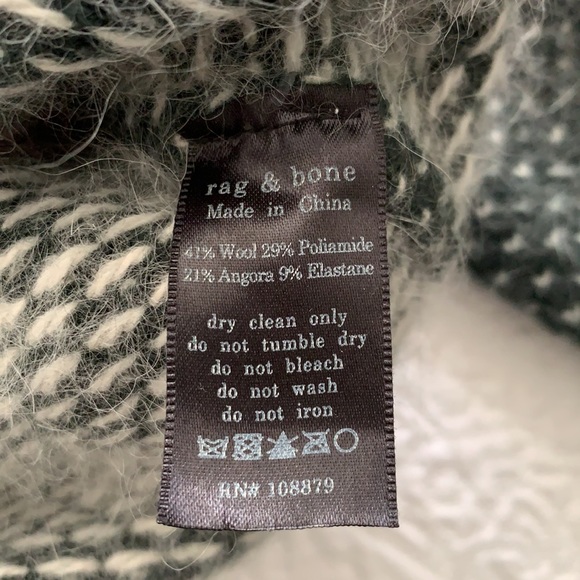 rag & bone
Made in China
41% Wool 29% Poliamide
21% Angora 9% Elastane
dry clean only
do not tumble dry
do not bleach
do not wash
do not iron
RN# 108879